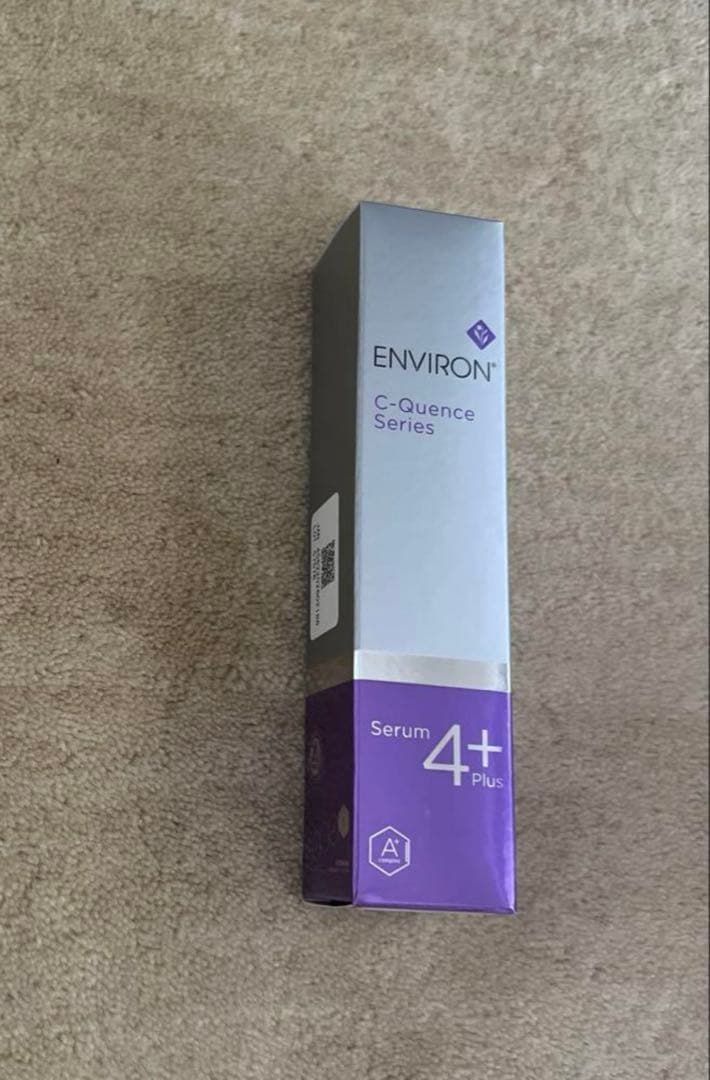 ENVIRON®
C-Quence
Series
Serum 4+
Plus
A+